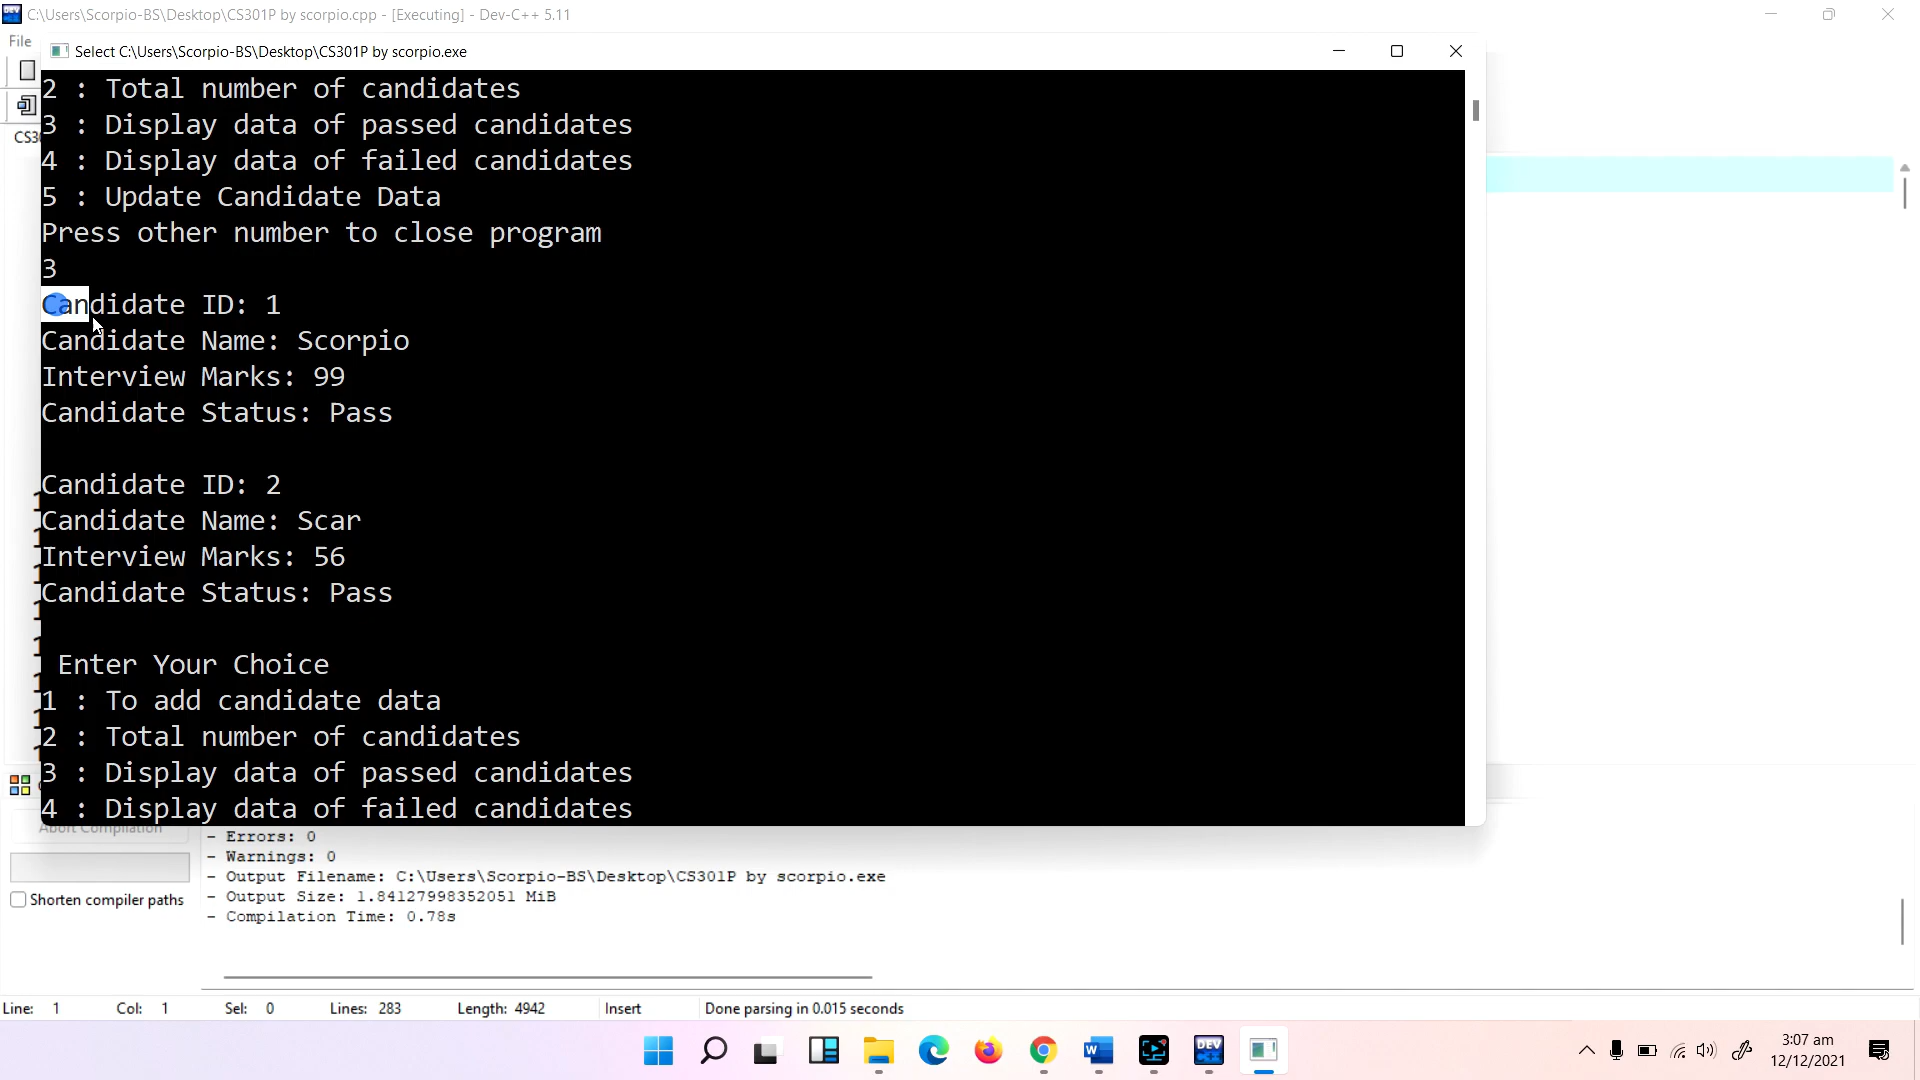 C:\Users\Scorpio-BS\Desktop\CS301P by scorpio.cpp - [Executing] - Dev-C++ 5.11
File
Select C:\Users\Scorpio-BS\Desktop\CS301P by scorpio.exe
2 : Total number of candidates
3 : Display data of passed candidates
4 : Display data of failed candidates
5 : Update Candidate Data
Press other number to close program
3
Candidate ID: 1
Candidate Name: Scorpio
Interview Marks: 99
Candidate Status: Pass
Candidate ID: 2
Candidate Name: Scar
Interview Marks: 56
Candidate Status: Pass
Enter Your Choice
1 : To add candidate data
2 : Total number of candidates
3 : Display data of passed candidates
4 : Display data of failed candidates
Abort Compilation
Shorten compiler paths
- Errors: 0
- Warnings: 0
- Output Filename: C:\Users\Scorpio-BS\Desktop\CS301P by scorpio.exe
- Output Size: 1.84127998352051 MiB
- Compilation Time: 0.78s
Line: 1 Col: 1 Sel: 0 Lines: 283 Length: 4942 Insert Done parsing in 0.015 seconds
DEV
3:07 am
12/12/2021